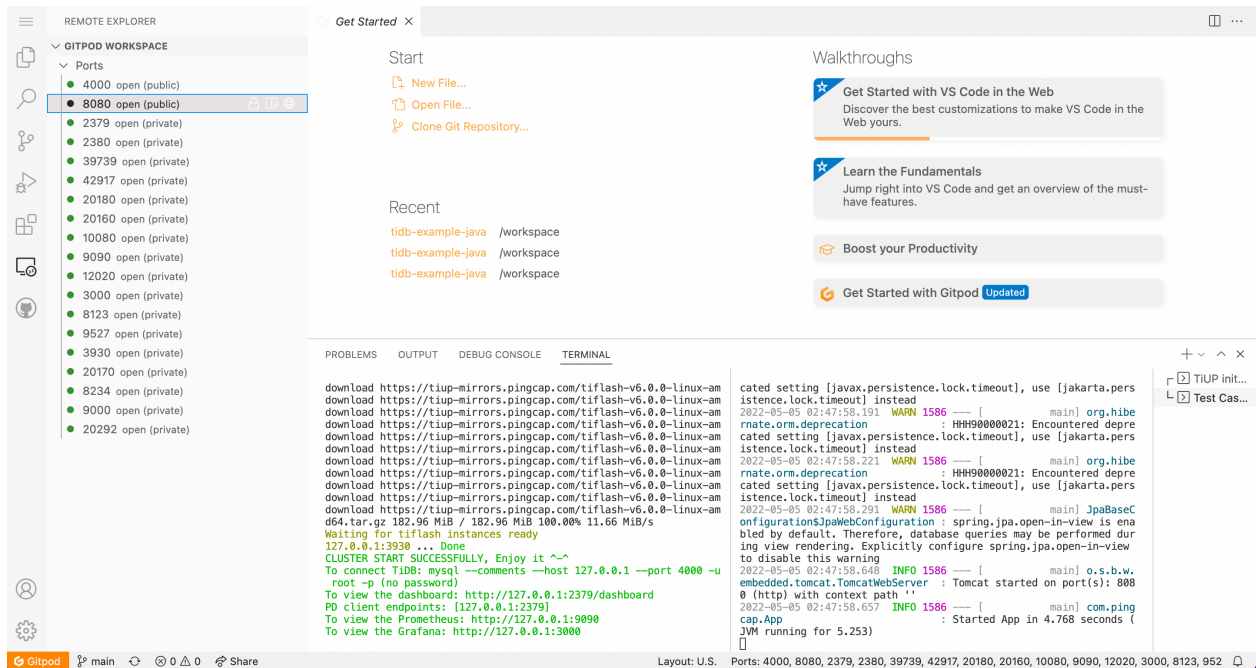 REMOTE EXPLORER
GITPOD WORKSPACE
Ports
4000 open (public)
8080 open (public)
2379 open (private)
2380 open (private)
39739 open (private)
42917 open (private)
20180 open (private)
20160 open (private)
10080 open (private)
9090 open (private)
12020 open (private)
3000 open (private)
8123 open (private)
9527 open (private)
3930 open (private)
20170 open (private)
8234 open (private)
9000 open (private)
20292 open (private)
Get Started
Start
New File...
Open File...
Clone Git Repository...
Recent
tidb-example-java /workspace
tidb-example-java /workspace
tidb-example-java /workspace
Walkthroughs
Get Started with VS Code in the Web
Discover the best customizations to make VS Code in the
Web yours.
Learn the Fundamentals
Jump right into VS Code and get an overview of the must-
have features.
Boost your Productivity
Get Started with Gitpod Updated
PROBLEMS OUTPUT DEBUG CONSOLE TERMINAL
download https://tiup-mirrors.pingcap.com/tiflash-v6.0.0-linux-am
download https://tiup-mirrors.pingcap.com/tiflash-v6.0.0-linux-am
download https://tiup-mirrors.pingcap.com/tiflash-v6.0.0-linux-am
download https://tiup-mirrors.pingcap.com/tiflash-v6.0.0-linux-am
download https://tiup-mirrors.pingcap.com/tiflash-v6.0.0-linux-am
download https://tiup-mirrors.pingcap.com/tiflash-v6.0.0-linux-am
download https://tiup-mirrors.pingcap.com/tiflash-v6.0.0-linux-am
download https://tiup-mirrors.pingcap.com/tiflash-v6.0.0-linux-am
download https://tiup-mirrors.pingcap.com/tiflash-v6.0.0-linux-am
download https://tiup-mirrors.pingcap.com/tiflash-v6.0.0-linux-am
download https://tiup-mirrors.pingcap.com/tiflash-v6.0.0-linux-am
d64.tar.gz 182.96 MiB / 182.96 MiB 100.00% 11.66 MiB/s
Waiting for tiflash instances ready
127.0.0.1:3930 ... Done
CLUSTER START SUCCESSFULLY, Enjoy it ^-^
To connect TiDB: mysql --comments --host 127.0.0.1 --port 4000 -u
root -p (no password)
To view the dashboard: http://127.0.0.1:2379/dashboard
PD client endpoints: [127.0.0.1:2379]
To view the Prometheus: http://127.0.0.1:9090
To view the Grafana: http://127.0.0.1:3000
cated setting [javax.persistence.lock.timeout], use [jakarta.pers
istence.lock.timeout] instead
2022-05-05 02:47:58.191 WARN 1586 --- [ main] org.hibe
rnate.orm.deprecation : HHH90000021: Encountered depre
cated setting [javax.persistence.lock.timeout], use [jakarta.pers
istence.lock.timeout] instead
2022-05-05 02:47:58.221 WARN 1586 --- [ main] org.hibe
rnate.orm.deprecation : HHH90000021: Encountered depre
cated setting [javax.persistence.lock.timeout], use [jakarta.pers
istence.lock.timeout] instead
2022-05-05 02:47:58.291 WARN 1586 --- [ main] JpaBaseC
onfiguration$JpaWebConfiguration : spring.jpa.open-in-view is ena
bled by default. Therefore, database queries may be performed dur
ing view rendering. Explicitly configure spring.jpa.open-in-view
to disable this warning
2022-05-05 02:47:58.648 INFO 1586 --- [ main] o.s.b.w.
embedded.tomcat.TomcatWebServer : Tomcat started on port(s): 808
0 (http) with context path ''
2022-05-05 02:47:58.657 INFO 1586 --- [ main] com.ping
cap.App : Started App in 4.768 seconds (
JVM running for 5.253)
TiUP init...
Test Cas...
Gitpod main 0 0 Share
Layout: U.S. Ports: 4000, 8080, 2379, 2380, 39739, 42917, 20180, 20160, 10080, 9090, 12020, 3000, 8123, 952